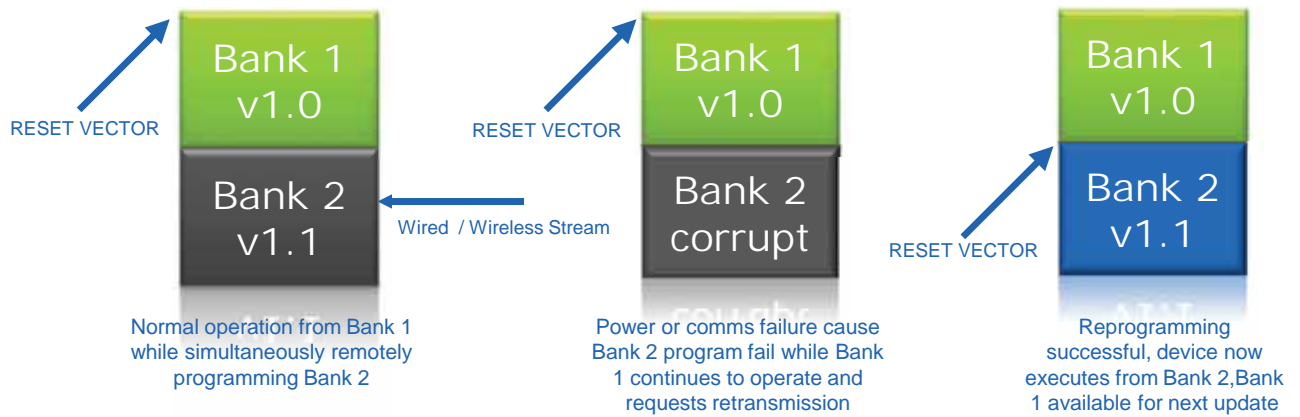 Bank 1
v1.0
RESET VECTOR
Bank 2
v1.1
Wired / Wireless Stream
Normal operation from Bank 1
while simultaneously remotely
programming Bank 2
Bank 1
v1.0
RESET VECTOR
Bank 2
corrupt
Power or comms failure cause
Bank 2 program fail while Bank
1 continues to operate and
requests retransmission
Bank 1
v1.0
RESET VECTOR
Bank 2
v1.1
Reprogramming
successful, device now
executes from Bank 2,Bank
1 available for next update